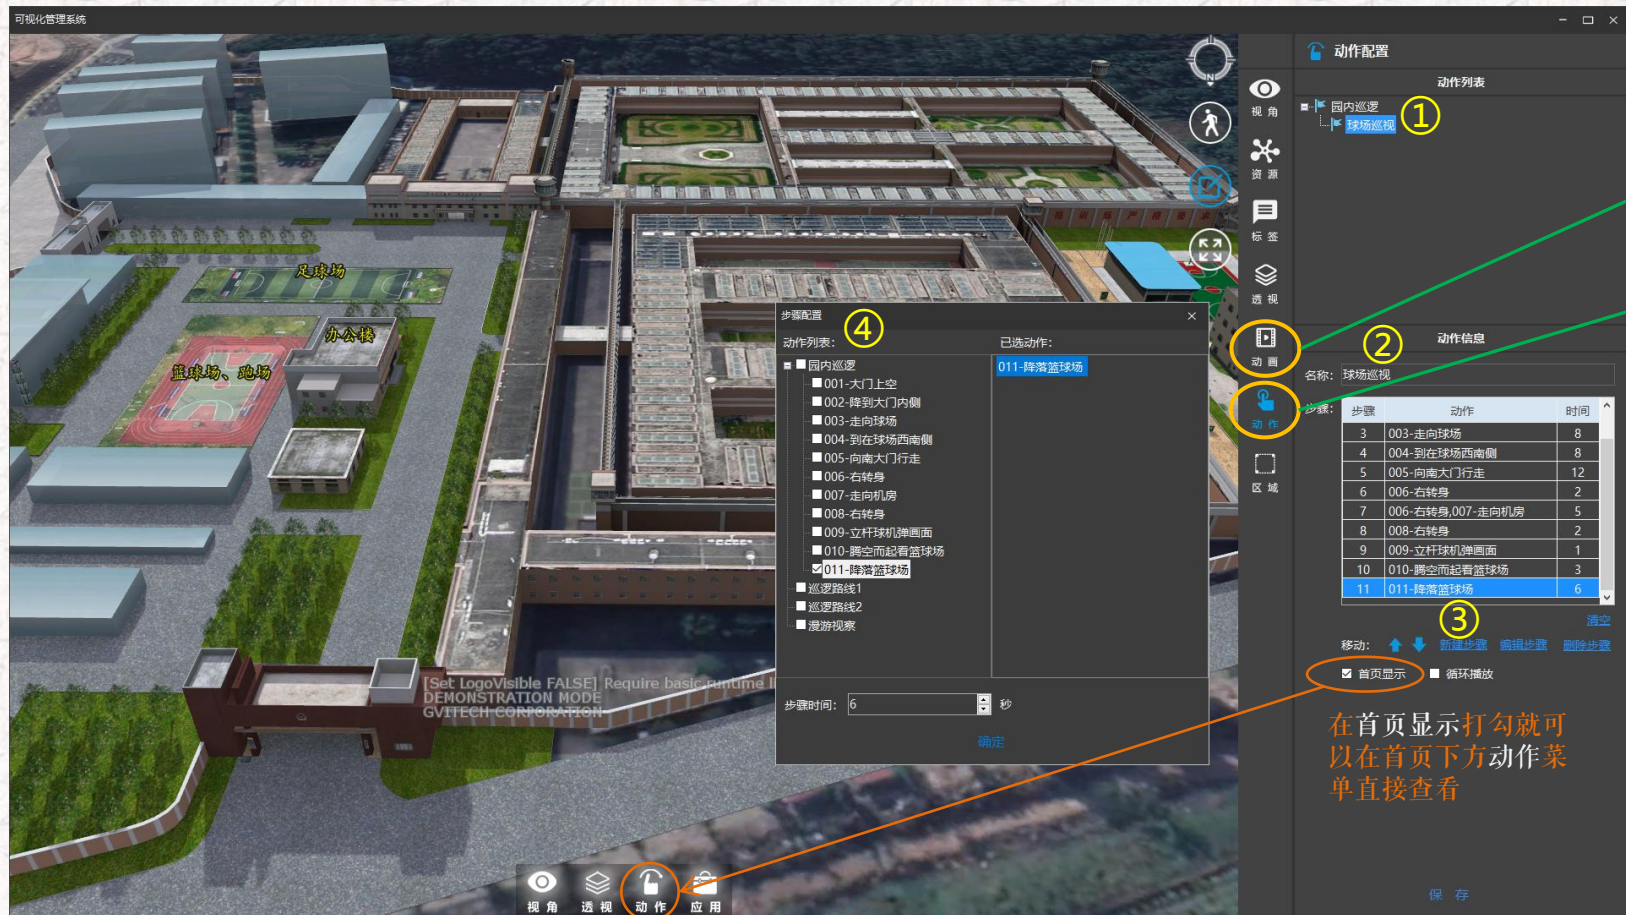 可视化管理系统
动作配置
动作列表
园内巡逻
球场巡视
①
视角
资源
标签
透视
动画
动作
区域
足球场
办公楼
篮球场、跑场
步骤配置
④
动作列表:
已选动作:
园内巡逻
001-大门上空
002-降到大门内侧
003-走向球场
004-到在球场西南侧
005-向南大门行走
006-右转身
007-走向机房
008-右转身
009-立杆球机弹画面
010-腾空而起看篮球场
011-降落篮球场
巡逻路线1
巡逻路线2
漫游视察
011-降落篮球场
步骤时间: 6 秒
确定
动作信息
②
名称: 球场巡视
步骤:
步骤 动作 时间
3 003-走向球场 8
4 004-到在球场西南侧 8
5 005-向南大门行走 12
6 006-右转身 2
7 006-右转身,007-走向机房 5
8 008-右转身 2
9 009-立杆球机弹画面 1
10 010-腾空而起看篮球场 3
11 011-降落篮球场 6
清空
③
移动: 新建步骤 编辑步骤 删除步骤
首页显示 循环播放
在首页显示打勾就可
以在首页下方动作菜
单直接查看
保存
[Set LogoVisible FALSE] Require basic runtime li
DEMONSTRATION MODE
GVITECH CORPORATION
视角 透视 动作 应用
N